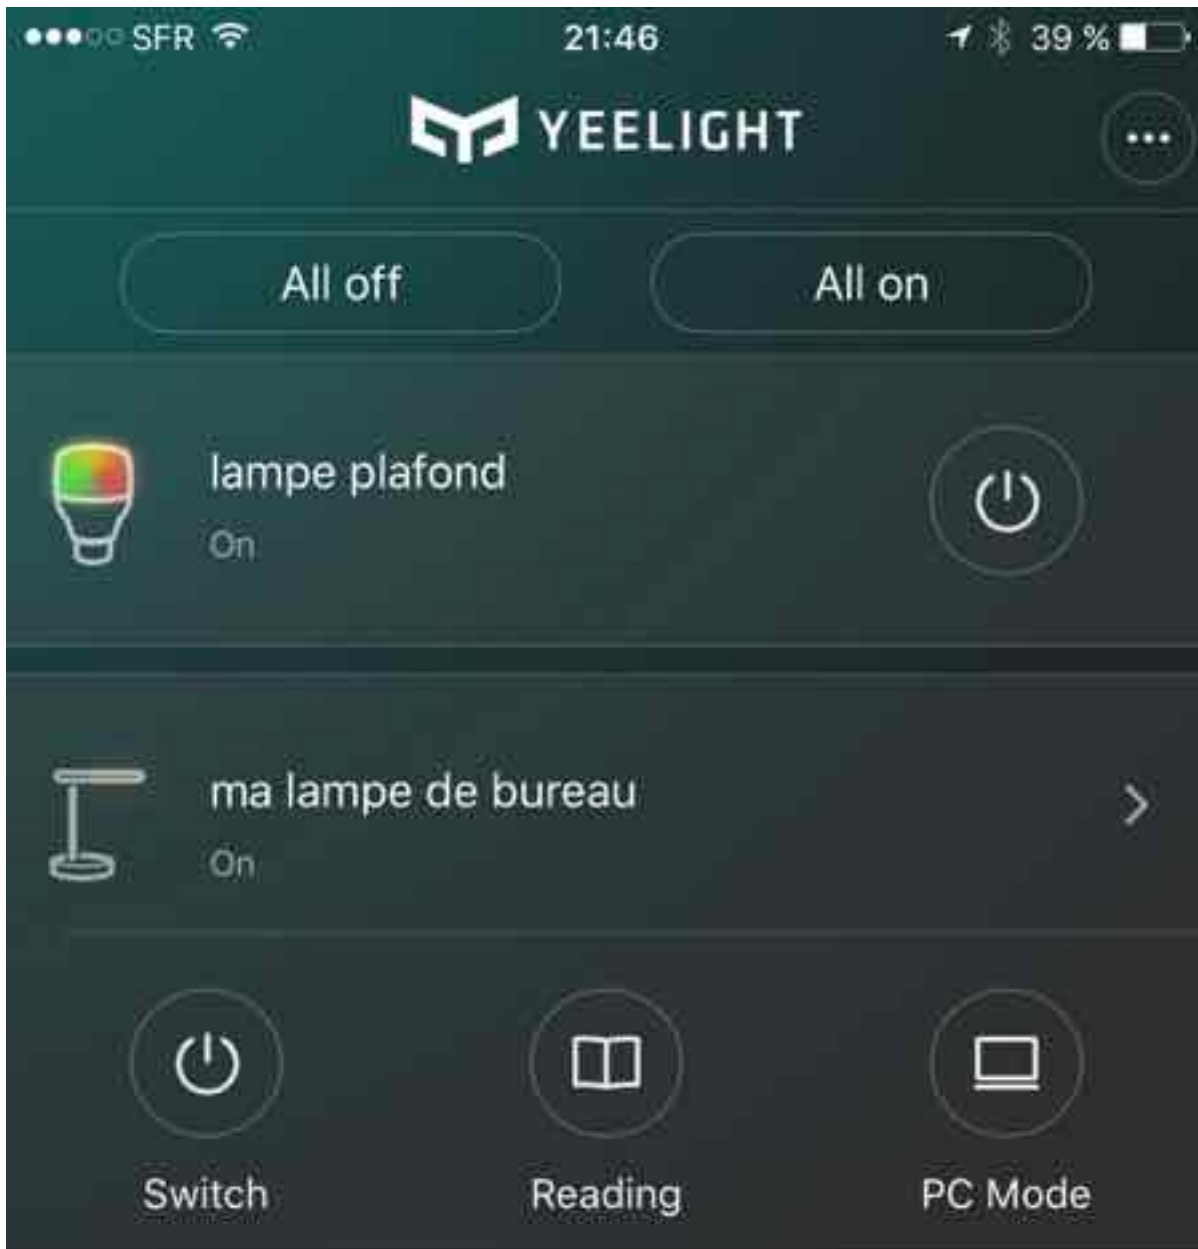 SFR 21:46 39 %
YEELIGHT
All off All on
lampe plafond
On
ma lampe de bureau
On
Switch Reading PC Mode